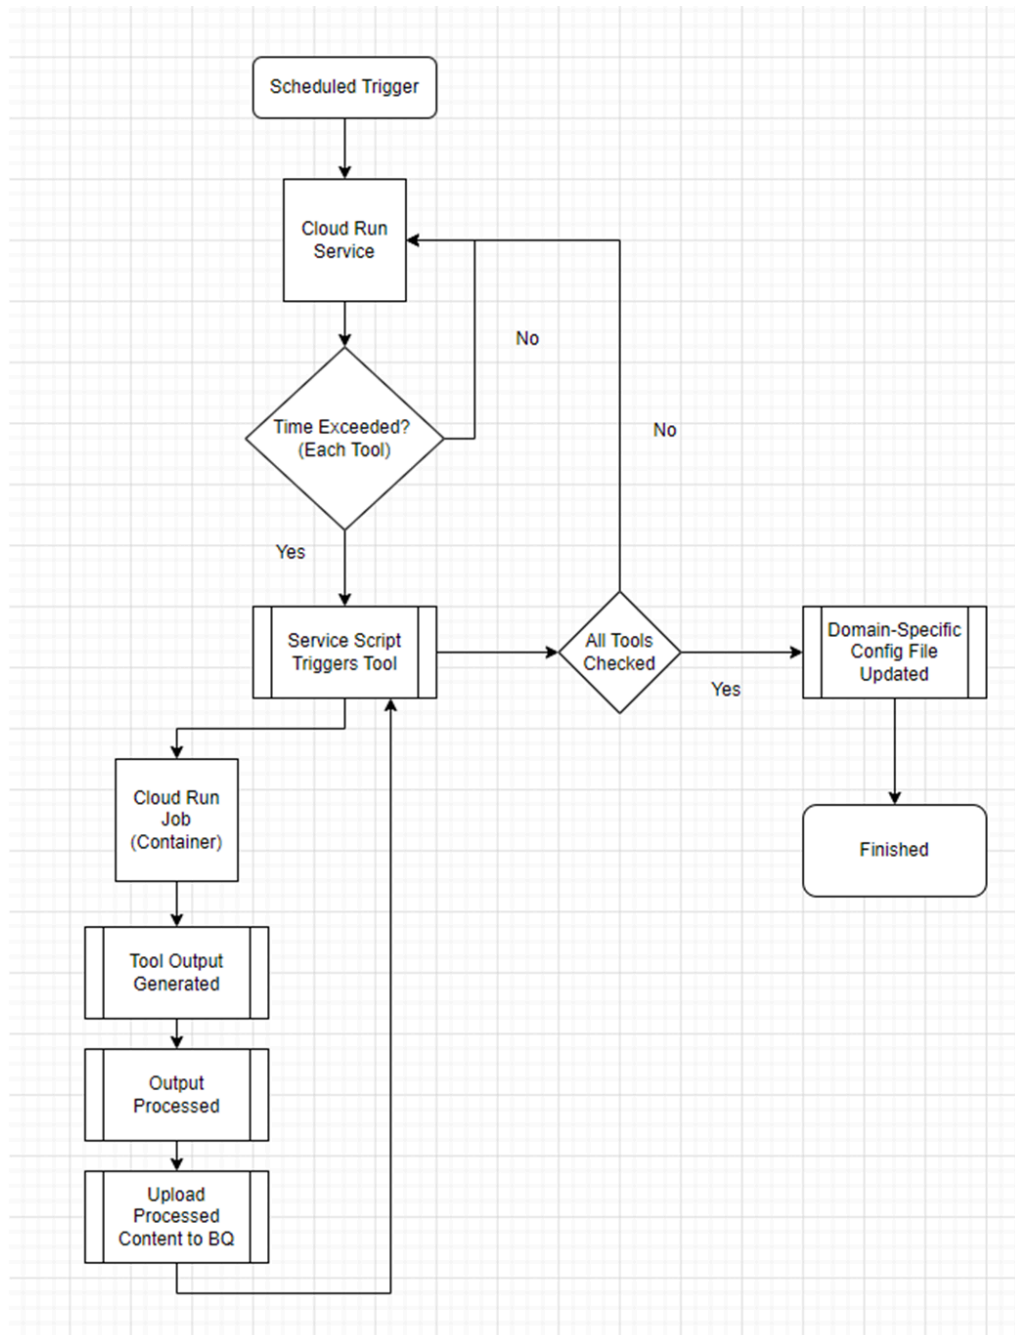 Scheduled Trigger
Cloud Run
Service
No
Time Exceeded?
(Each Tool)
No
Yes
Service Script
Triggers Tool
All Tools
Checked
Yes
Domain-Specific
Config File
Updated
Cloud Run
Job
(Container)
Finished
Tool Output
Generated
Output
Processed
Upload
Processed
Content to BQ